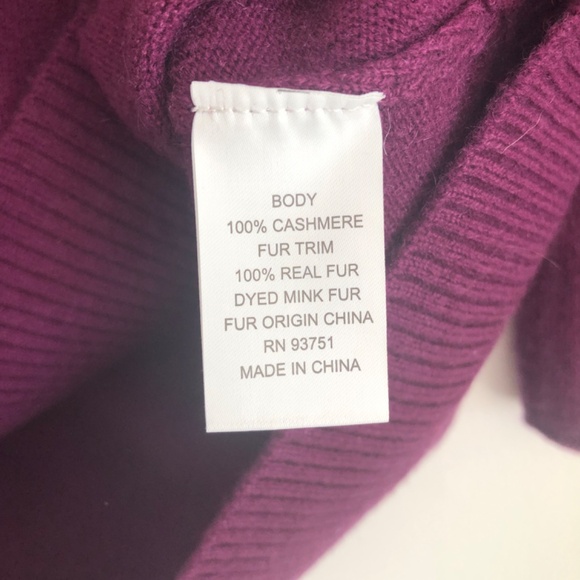 BODY
100% CASHMERE
FUR TRIM
100% REAL FUR
DYED MINK FUR
FUR ORIGIN CHINA
RN 93751
MADE IN CHINA